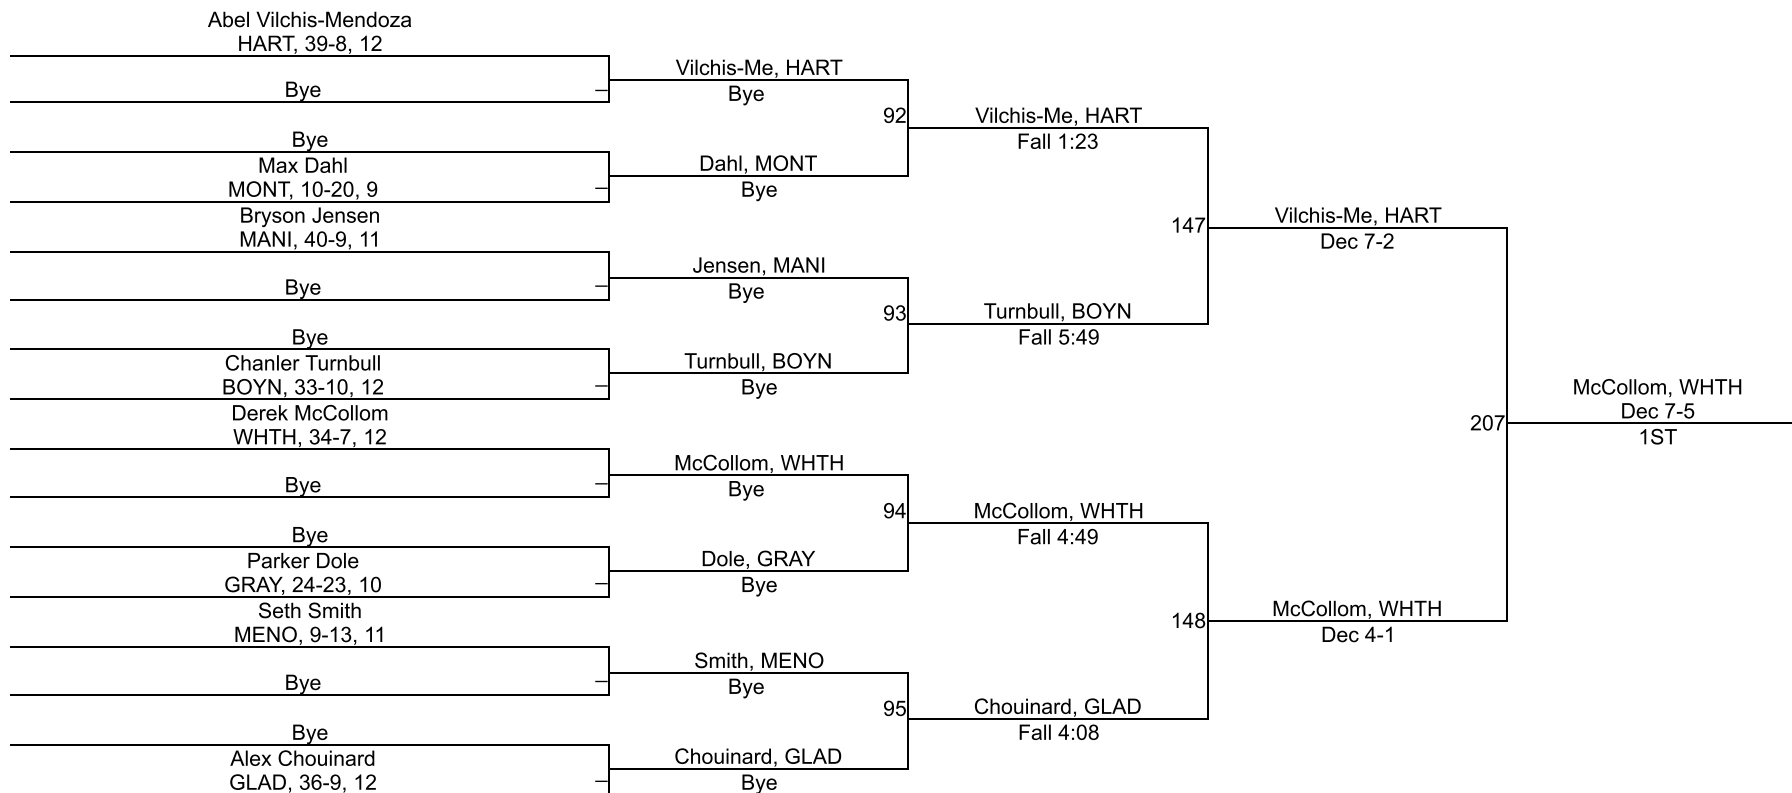 Abel Vilchis-Mendoza
HART, 39-8, 12
Bye
Bye
Max Dahl
MONT, 10-20, 9
Bryson Jensen
MANI, 40-9, 11
Bye
Bye
Chanler Turnbull
BOYN, 33-10, 12
Derek McCollom
WHTH, 34-7, 12
Bye
Bye
Parker Dole
GRAY, 24-23, 10
Seth Smith
MENO, 9-13, 11
Bye
Bye
Alex Chouinard
GLAD, 36-9, 12
Vilchis-Me, HART
Bye
Dahl, MONT
Bye
Jensen, MANI
Bye
Turnbull, BOYN
Bye
McCollom, WHTH
Bye
Dole, GRAY
Bye
Smith, MENO
Bye
Chouinard, GLAD
Bye
92
93
94
95
Vilchis-Me, HART
Fall 1:23
Turnbull, BOYN
Fall 5:49
McCollom, WHTH
Fall 4:49
Chouinard, GLAD
Fall 4:08
147
148
Vilchis-Me, HART
Dec 7-2
McCollom, WHTH
Dec 4-1
207
McCollom, WHTH
Dec 7-5
1ST